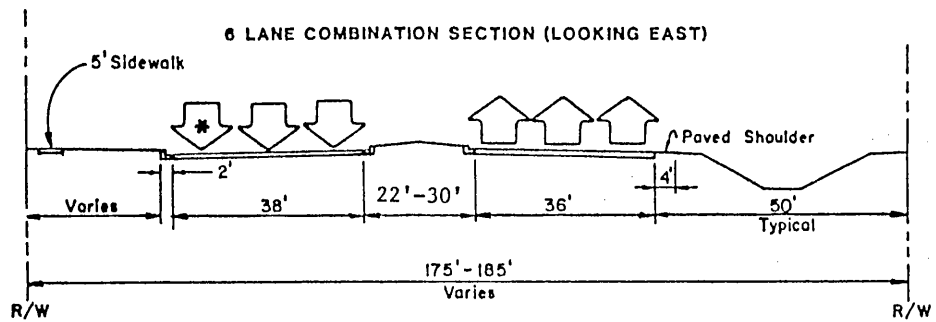 6 LANE COMBINATION SECTION (LOOKING EAST)
5' Sidewalk
*
Paved Shoulder
2'
4'
Varies
38'
22'-30'
36'
50'
Typical
175'-185'
Varies
R/W
R/W